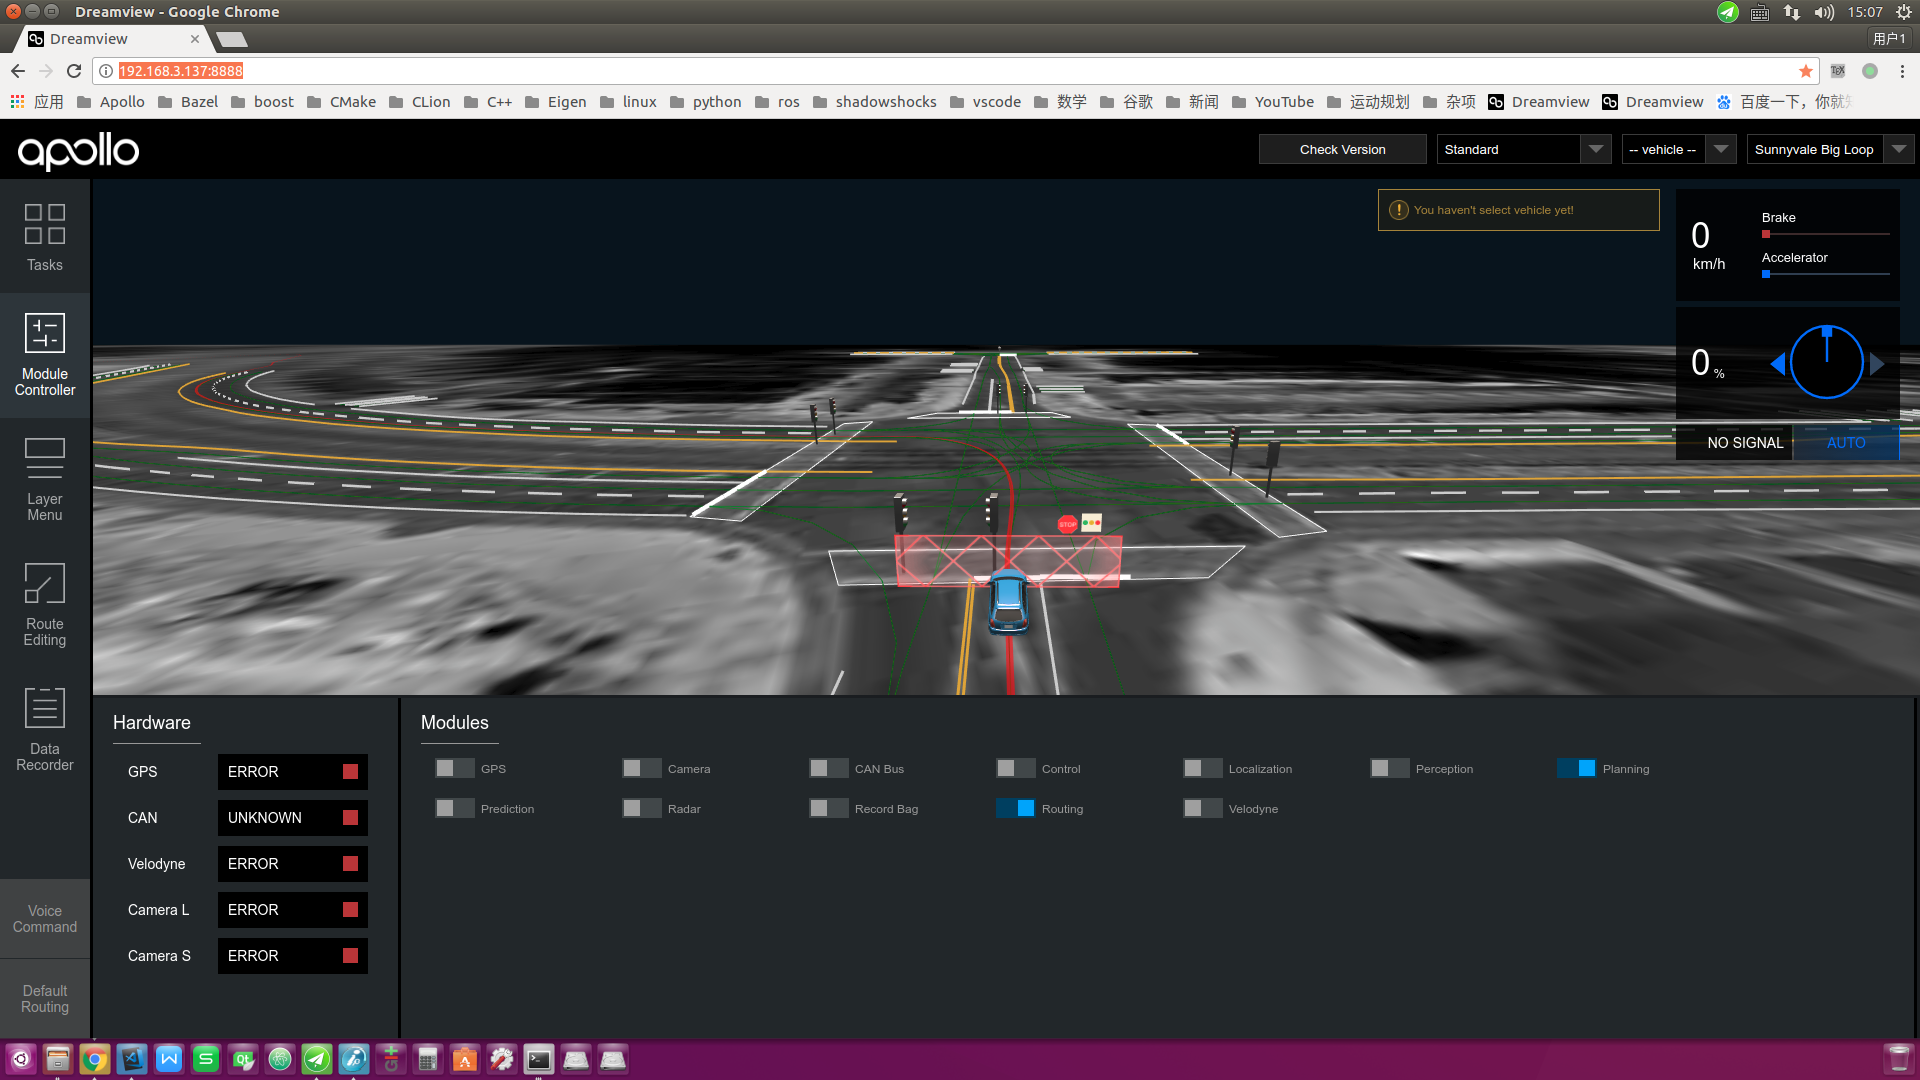 Dreamview - Google Chrome
15:07
Dreamview
用户1
192.168.3.137:8888
应用 Apollo Bazel boost CMake CLion C++ Eigen linux python ros shadowshocks vscode 数学 谷歌 新闻 YouTube 运动规划 杂项 Dreamview Dreamview 百度一下，你就
apollo
Check Version
Standard
-- vehicle --
Sunnyvale Big Loop
Tasks
Module
Controller
Layer
Menu
Route
Editing
Data
Recorder
Voice
Command
Default
Routing
You haven't select vehicle yet!
0
km/h
Brake
Accelerator
0 %
NO SIGNAL
AUTO
STOP
Hardware
GPS ERROR
CAN UNKNOWN
Velodyne ERROR
Camera L ERROR
Camera S ERROR
Modules
GPS Camera CAN Bus Control Localization Perception Planning
Prediction Radar Record Bag Routing Velodyne